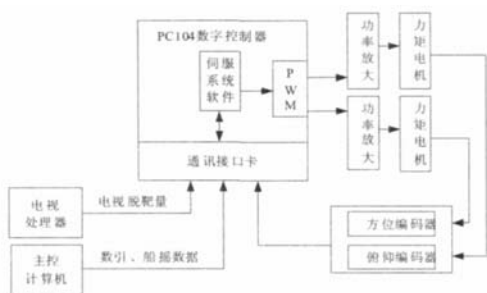 PC104数字控制器
伺服
系统
软件
PWM
功率放大
力矩电机
功率放大
力矩电机
通讯接口卡
电视
处理器
电视脱靶量
主控
计算机
数引、船摇数据
方位编码器
俯仰编码器